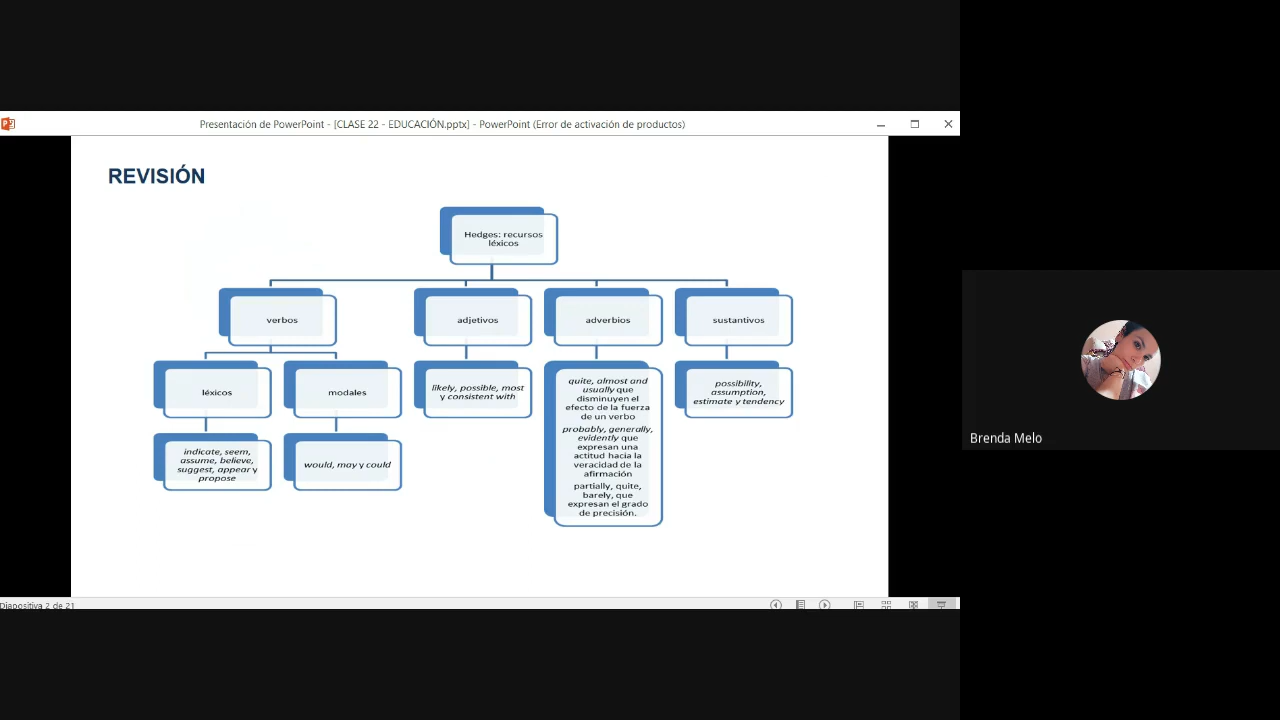 Presentación de PowerPoint - [CLASE 22 - EDUCACIÓN.pptx] - PowerPoint (Error de activación de productos)
REVISIÓN
Hedges: recursos
léxicos
verbos
adjetivos
adverbios
sustantivos
léxicos
modales
likely, possible, most
y consistent with
quite, almost and
usually que
disminuyen el
efecto de la fuerza
de un verbo
probably, generally,
evidently que
expresan una
actitud hacia la
veracidad de la
afirmación
partially, quite,
barely, que
expresan el grado
de precisión.
possibility,
assumption,
estimate y tendency
indicate, seem,
assume, believe,
suggest, appear y
propose
would, may y could
Brenda Melo
Diapositiva 2 de 21